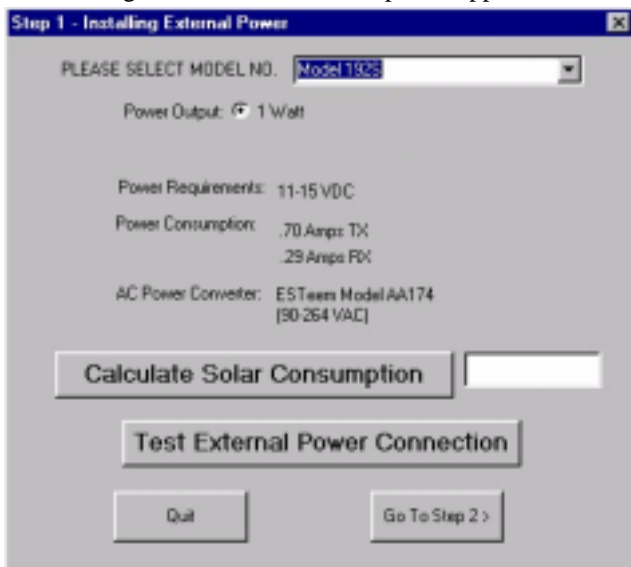 Step 1 - Installing External Power
PLEASE SELECT MODEL NO. Model 192S
Power Output: 1 Watt
Power Requirements: 11-15 VDC
Power Consumption: .70 Amps TX
.29 Amps RX
AC Power Converter: ESTeem Model AA174
(90-264 VAC)
Calculate Solar Consumption
Test External Power Connection
Quit
Go To Step 2 >